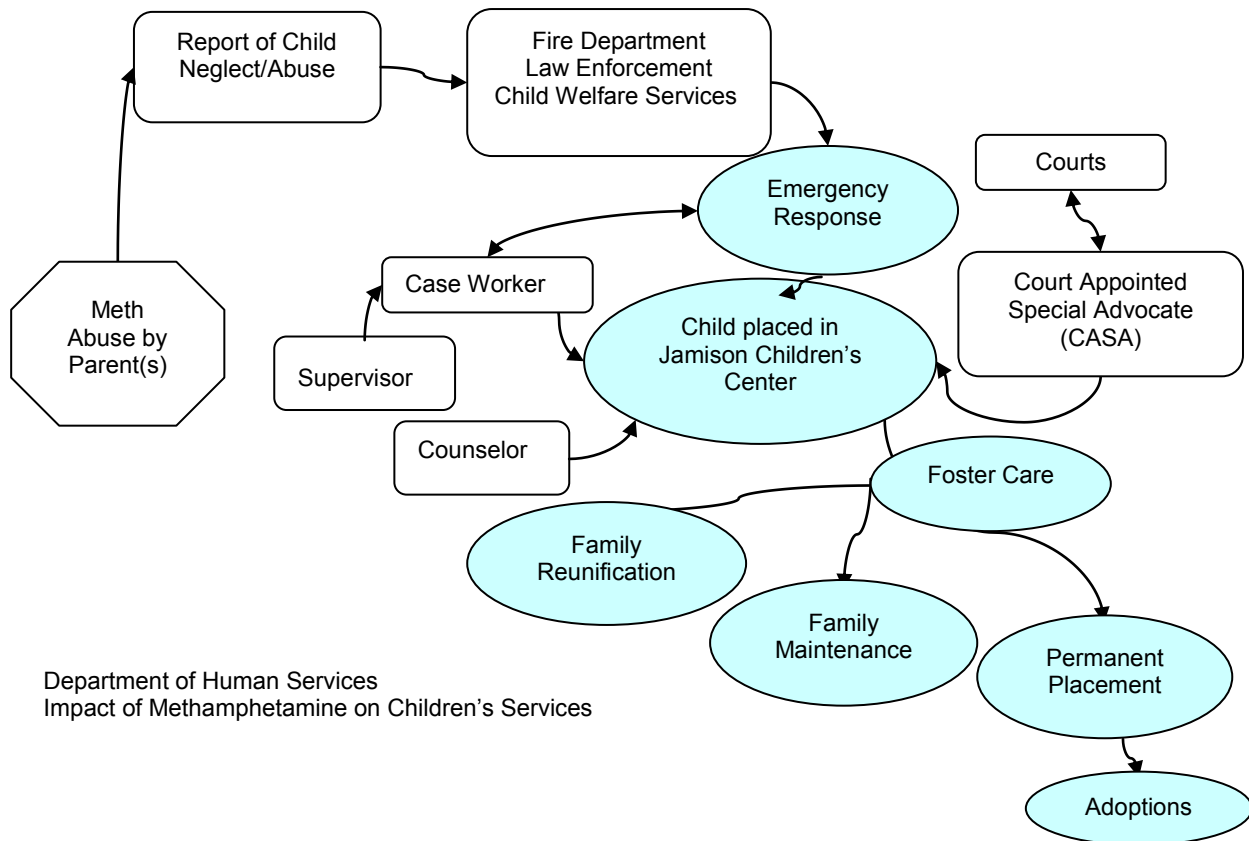 Report of Child
Neglect/Abuse
Fire Department
Law Enforcement
Child Welfare Services
Courts
Emergency
Response
Meth
Abuse by
Parent(s)
Case Worker
Court Appointed
Special Advocate
(CASA)
Child placed in
Jamison Children’s
Center
Supervisor
Counselor
Foster Care
Family
Reunification
Family
Maintenance
Permanent
Placement
Department of Human Services
Impact of Methamphetamine on Children’s Services
Adoptions